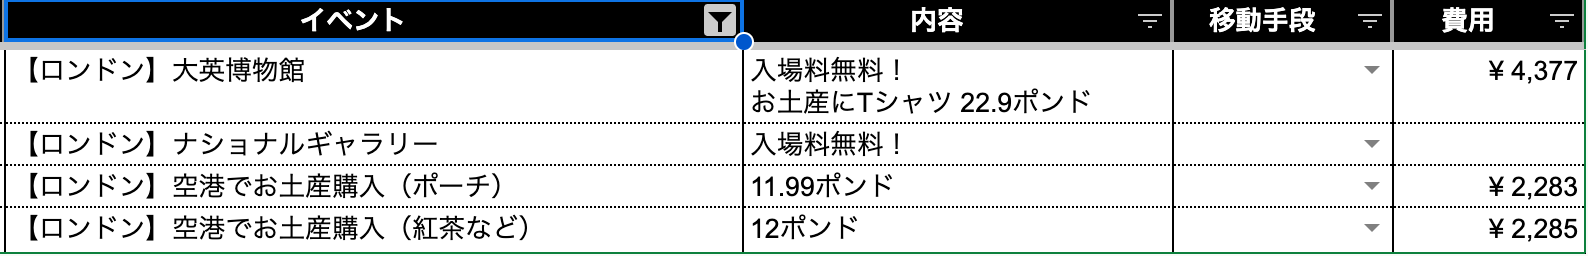 イベント 内容 移動手段 費用
【ロンドン】大英博物館 入場料無料！ ¥ 4,377
お土産にTシャツ 22.9ポンド
【ロンドン】ナショナルギャラリー 入場料無料！
【ロンドン】空港でお土産購入（ポーチ） 11.99ポンド ¥ 2,283
【ロンドン】空港でお土産購入（紅茶など） 12ポンド ¥ 2,285